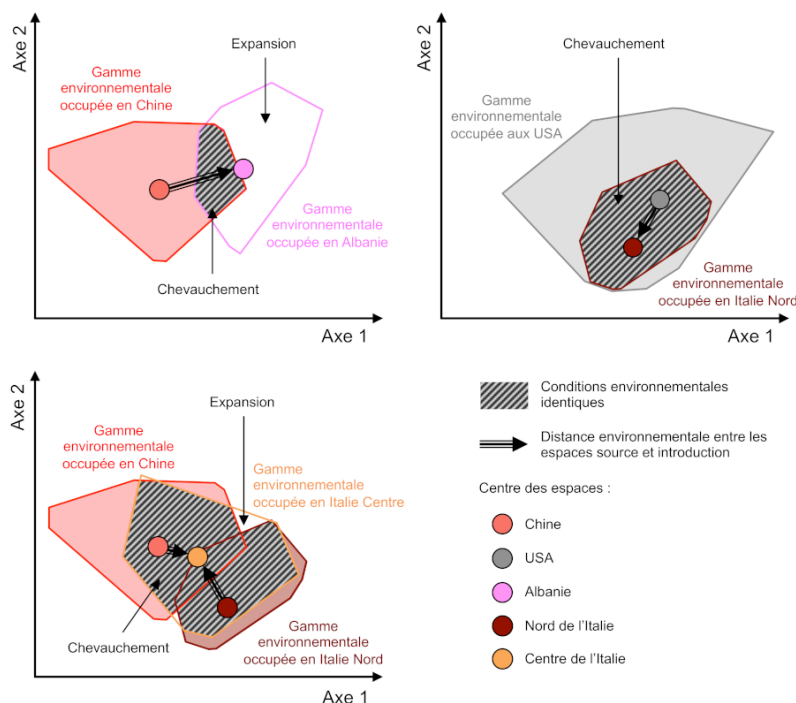 Axe 2
Expansion
Gamme
environnementale
occupée en Chine
Gamme
environnementale
occupée en Albanie
Chevauchement
Axe 1
Axe 2
Chevauchement
Gamme
environnementale
occupée aux USA
Gamme
environnementale
occupée en Italie Nord
Axe 1
Axe 2
Expansion
Gamme
environnementale
occupée en Chine
Gamme
environnementale
occupée en Italie Centre
Chevauchement
Gamme
environnementale
occupée en Italie Nord
Axe 1
Conditions environnementales
identiques
Distance environnementale entre les
espaces source et introduction
Centre des espaces :
Chine
USA
Albanie
Nord de l'Italie
Centre de l'Italie